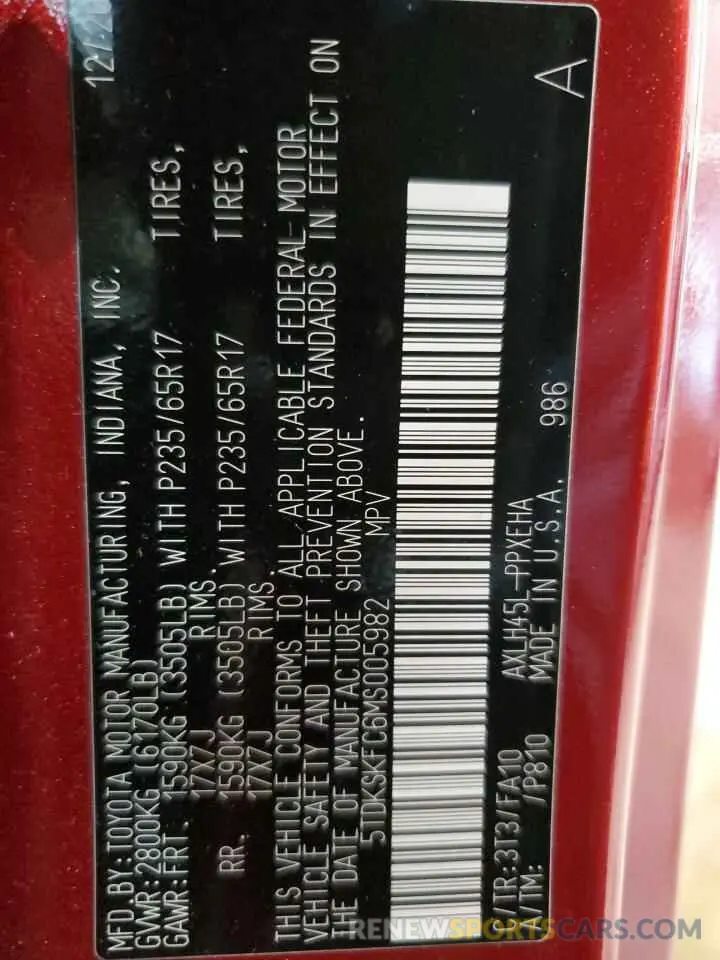 MFD.BY:TOYOTA MOTOR MANUFACTURING, INDIANA, INC.
GVWR:2800KG (6170LB)
GAWR:FRT. 1590KG (3505LB) WITH P235/65R17 TIRES,
17X7J RIMS.
RR. 1590KG (3505LB) WITH P235/65R17 TIRES,
17X7J RIMS.
THIS VEHICLE CONFORMS TO ALL APPLICABLE FEDERAL MOTOR
VEHICLE SAFETY AND THEFT PREVENTION STANDARDS IN EFFECT ON
THE DATE OF MANUFACTURE SHOWN ABOVE.
5TDKSKFC6MS005982 MPV
C/TR:3T3/FA10 AXLH45L-PPXEHA
A/TM: /P810 MADE IN U.S.A. 986
A
RENEWSPORTSCARS.COM